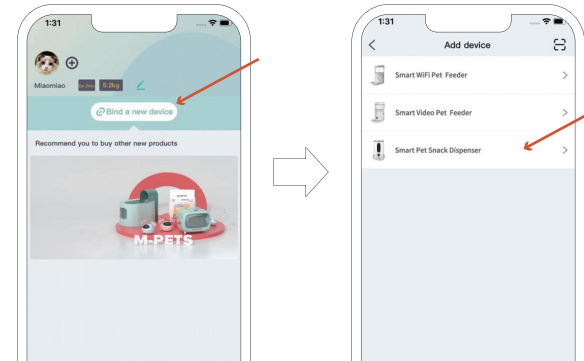 1:31
Miaomiao
5.2kg
Bind a new device
Recommend you to buy other new products
M-PETS
1:31
Add device
Smart WiFi Pet Feeder
Smart Video Pet Feeder
Smart Pet Snack Dispenser